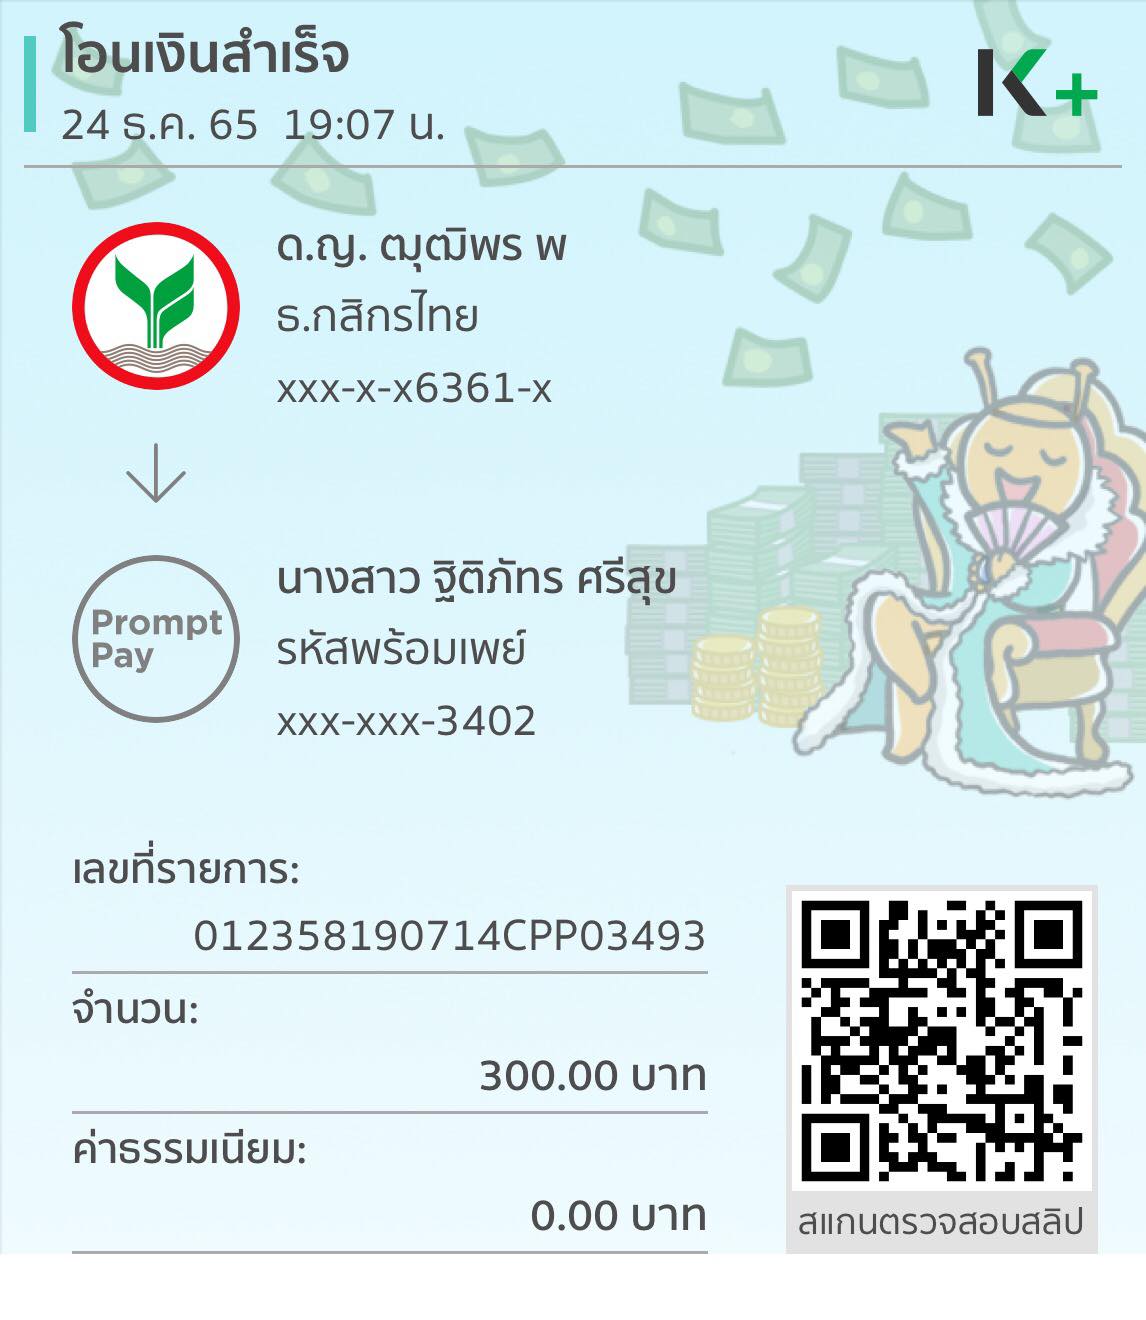 โอนเงินสำเร็จ
24 ธ.ค. 65 19:07 น.
K+
ด.ญ. ฒุฒิพร พ
ธ.กสิกรไทย
xxx-x-x6361-x
Prompt
Pay
นางสาว ฐิติภัทร ศรีสุข
รหัสพร้อมเพย์
xxx-xxx-3402
เลขที่รายการ:
012358190714CPP03493
จำนวน:
300.00 บาท
ค่าธรรมเนียม:
0.00 บาท
สแกนตรวจสอบสลิป